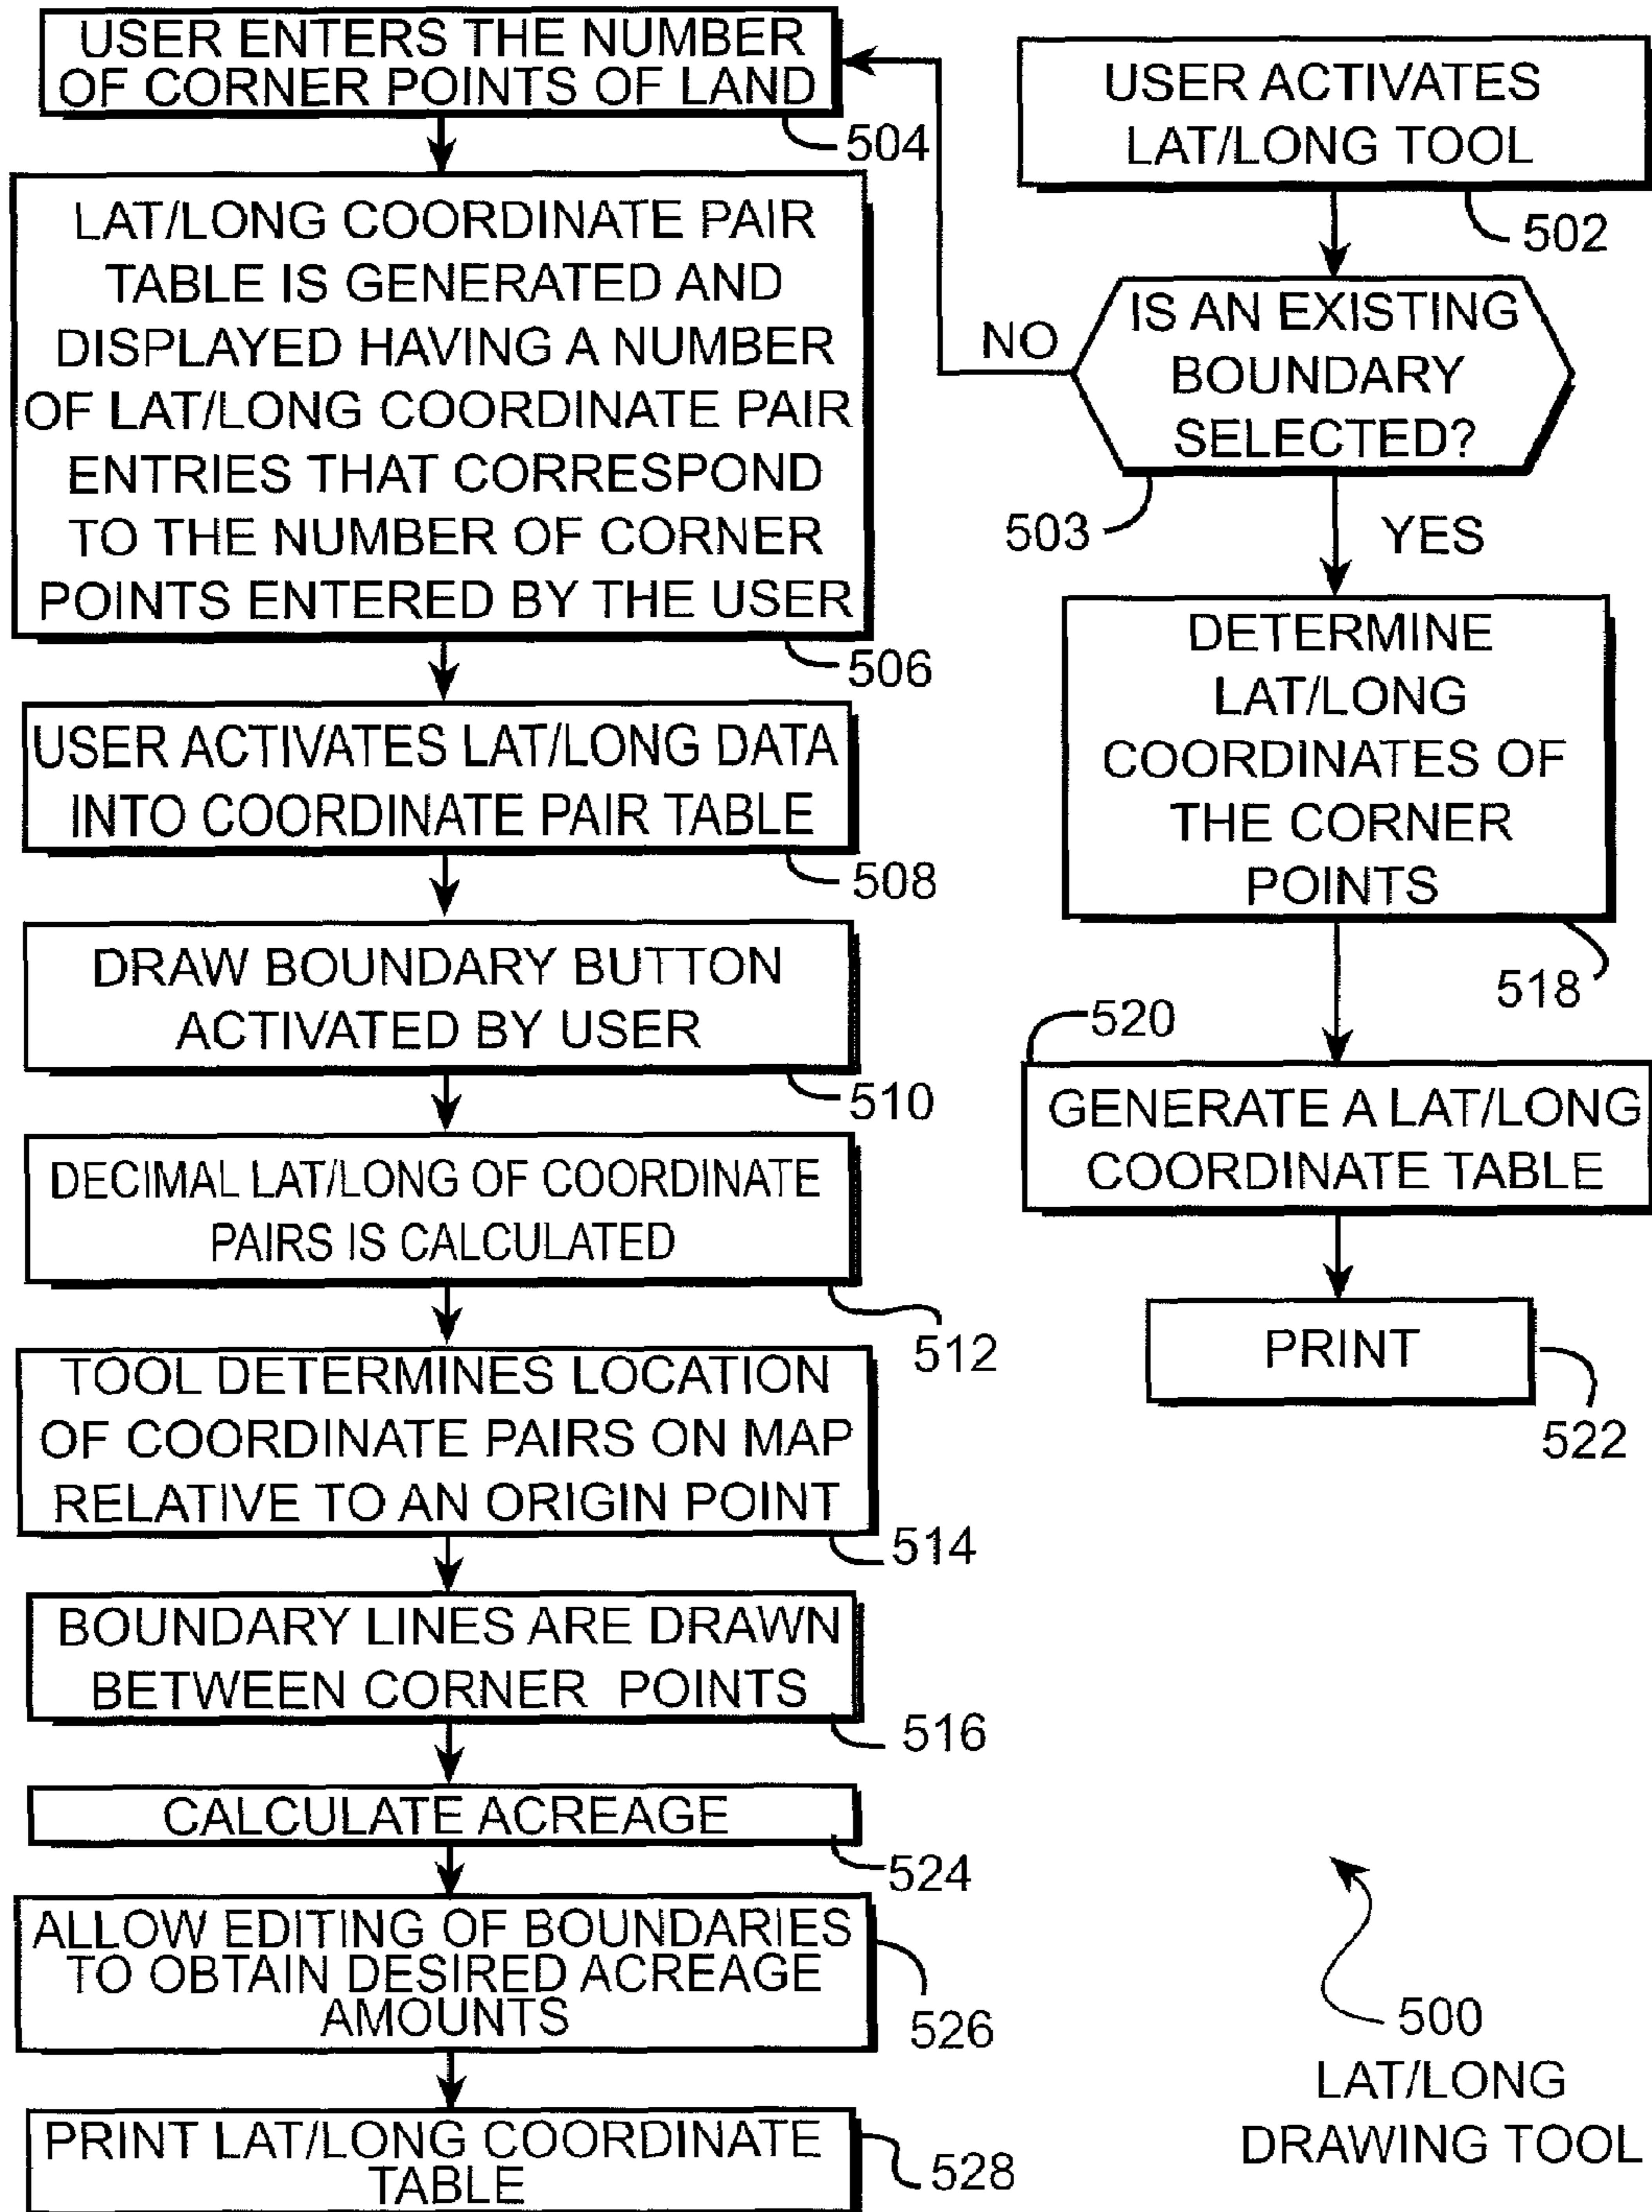 USER ENTERS THE NUMBER
OF CORNER POINTS OF LAND
504
LAT/LONG COORDINATE PAIR
TABLE IS GENERATED AND
DISPLAYED HAVING A NUMBER
OF LAT/LONG COORDINATE PAIR
ENTRIES THAT CORRESPOND
TO THE NUMBER OF CORNER
POINTS ENTERED BY THE USER
506
USER ACTIVATES LAT/LONG DATA
INTO COORDINATE PAIR TABLE
508
DRAW BOUNDARY BUTTON
ACTIVATED BY USER
510
DECIMAL LAT/LONG OF COORDINATE
PAIRS IS CALCULATED
512
TOOL DETERMINES LOCATION
OF COORDINATE PAIRS ON MAP
RELATIVE TO AN ORIGIN POINT
514
BOUNDARY LINES ARE DRAWN
BETWEEN CORNER POINTS
516
CALCULATE ACREAGE
524
ALLOW EDITING OF BOUNDARIES
TO OBTAIN DESIRED ACREAGE
AMOUNTS
526
PRINT LAT/LONG COORDINATE
TABLE
528
USER ACTIVATES
LAT/LONG TOOL
502
IS AN EXISTING
BOUNDARY
SELECTED?
NO
503
YES
DETERMINE
LAT/LONG
COORDINATES OF
THE CORNER
POINTS
518
520
GENERATE A LAT/LONG
COORDINATE TABLE
PRINT
522
500
LAT/LONG
DRAWING TOOL